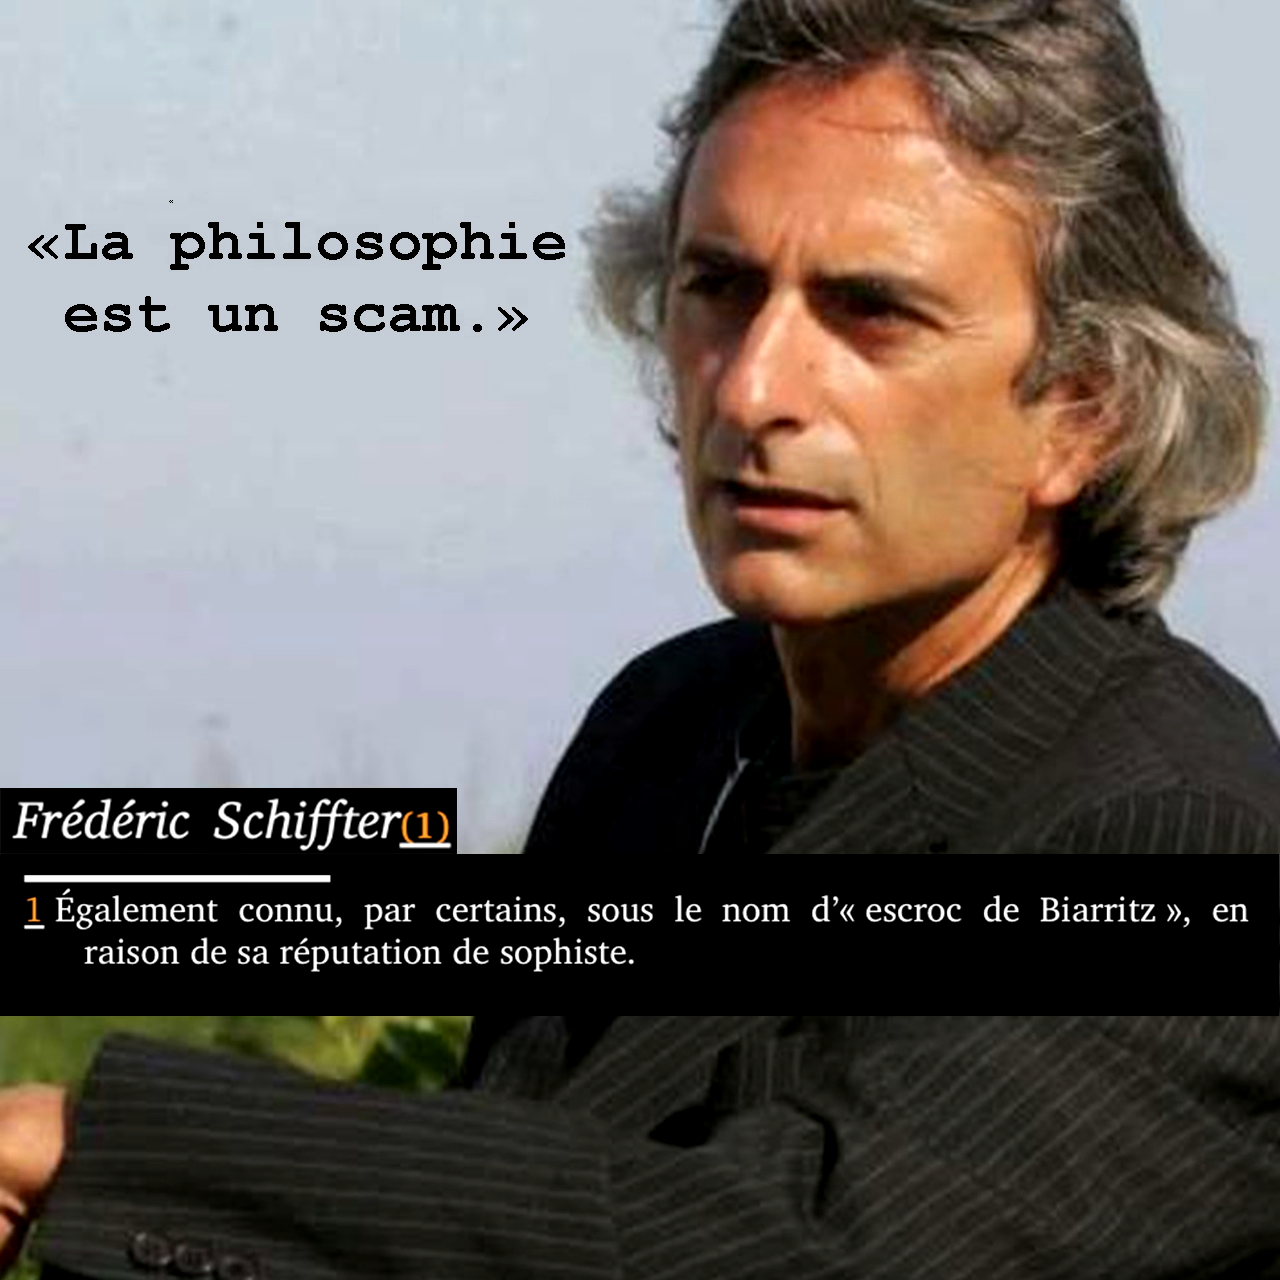 «La philosophie
est un scam.»
Frédéric Schiffter(1)
1 Également connu, par certains, sous le nom d’« escroc de Biarritz », en
raison de sa réputation de sophiste.